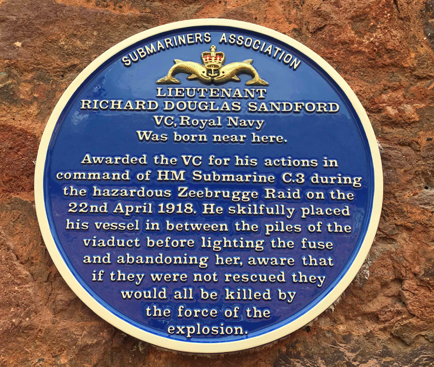 SUBMARINERS ASSOCIATION
LIEUTENANT
RICHARD DOUGLAS SANDFORD
VC, ROYAL NAVY
WAS BORN NEAR HERE.
Awarded the VC for his actions in
command of HM Submarine C.3 during
the hazardous Zeebrugge Raid on the
22nd April 1918. He skilfully placed
his vessel in between the piles of the
viaduct before lighting the fuse
and abandoning her, aware that
if they were not rescued they
would all be killed by
the force of the
explosion.